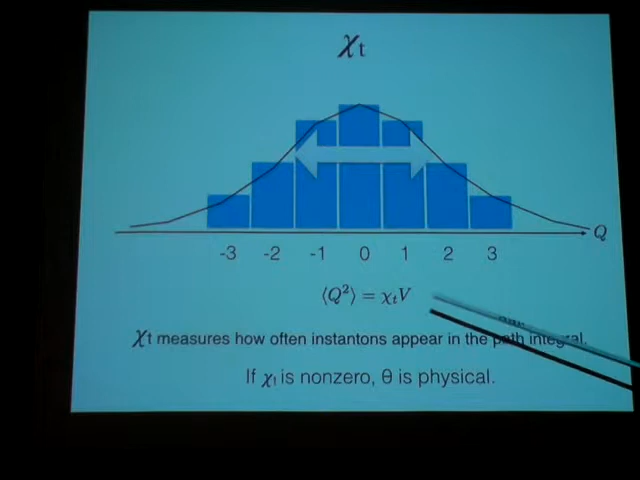 χt
Q
-3 -2 -1 0 1 2 3
⟨Q²⟩ = χₜV
χt measures how often instantons appear in the path integral.
If χₜ is nonzero, θ is physical.